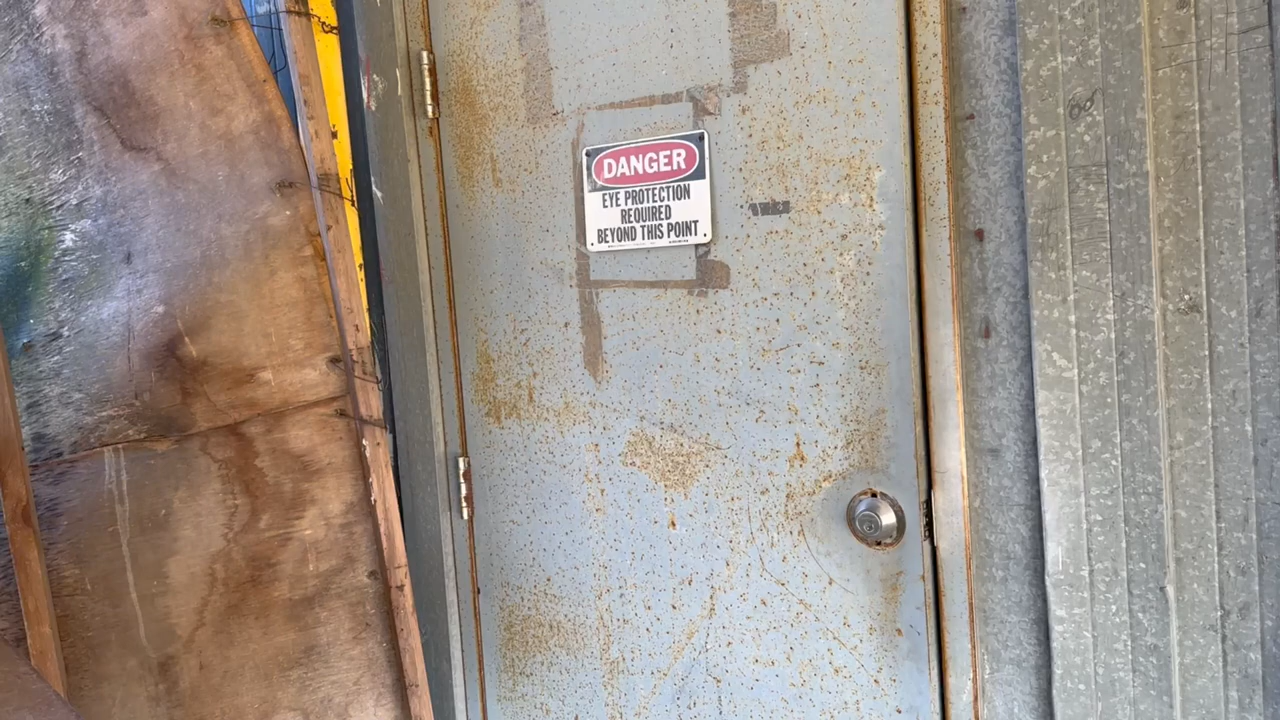 DANGER
EYE PROTECTION
REQUIRED
BEYOND THIS POINT